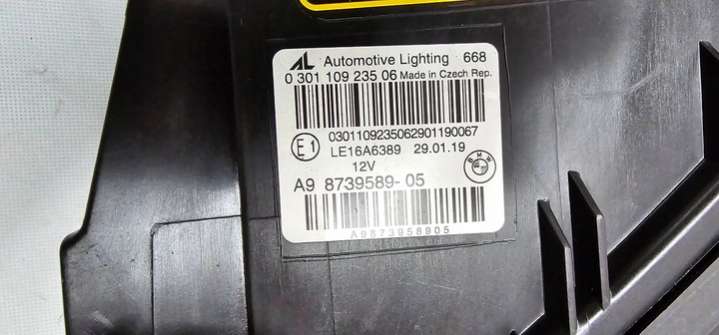 AL Automotive Lighting 668
0 301 109 235 06 Made in Czech Rep.
0301109235062901190067
E1 LE16A6389 29.01.19
12V
BMW
A9 8739589-05
A9873958905